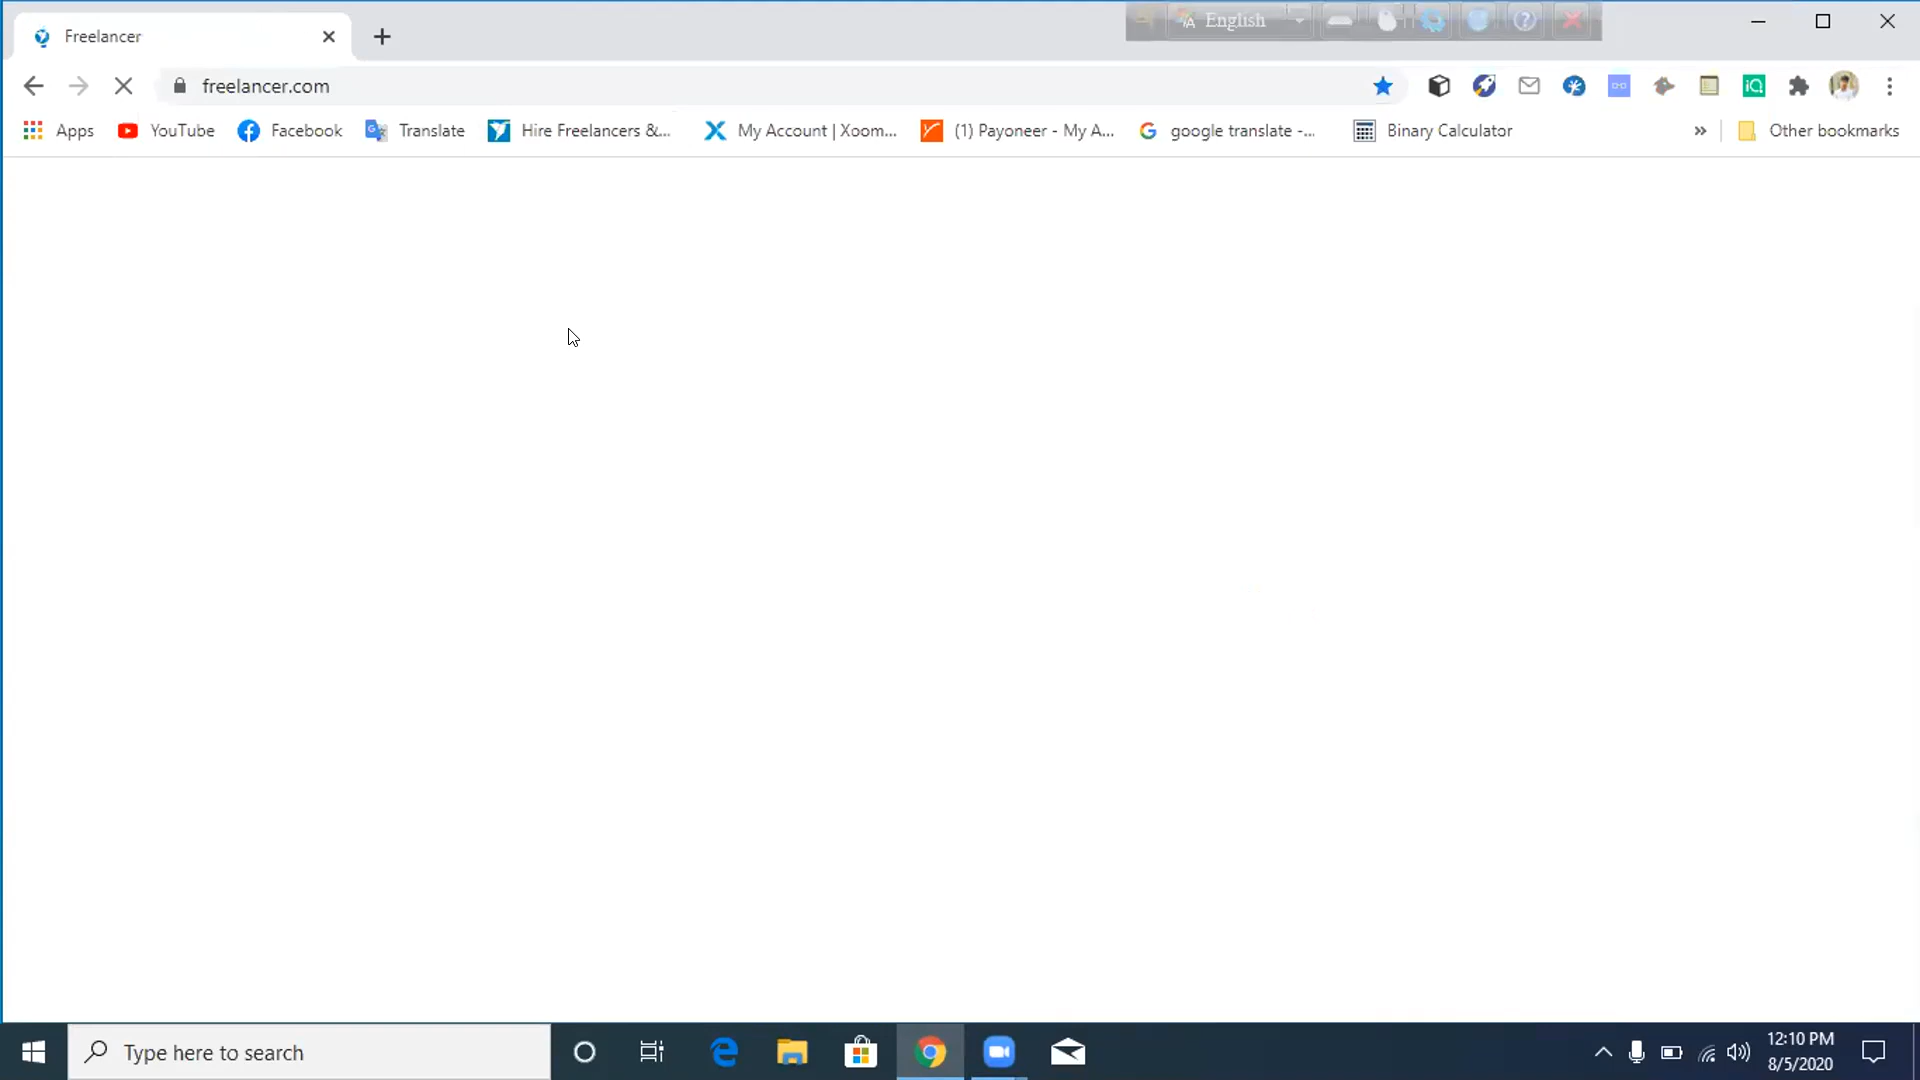 Freelancer
English
freelancer.com
Apps
YouTube
Facebook
Translate
Hire Freelancers &...
My Account | Xoom...
(1) Payoneer - My A...
google translate -...
Binary Calculator
»
Other bookmarks
Type here to search
12:10 PM
8/5/2020